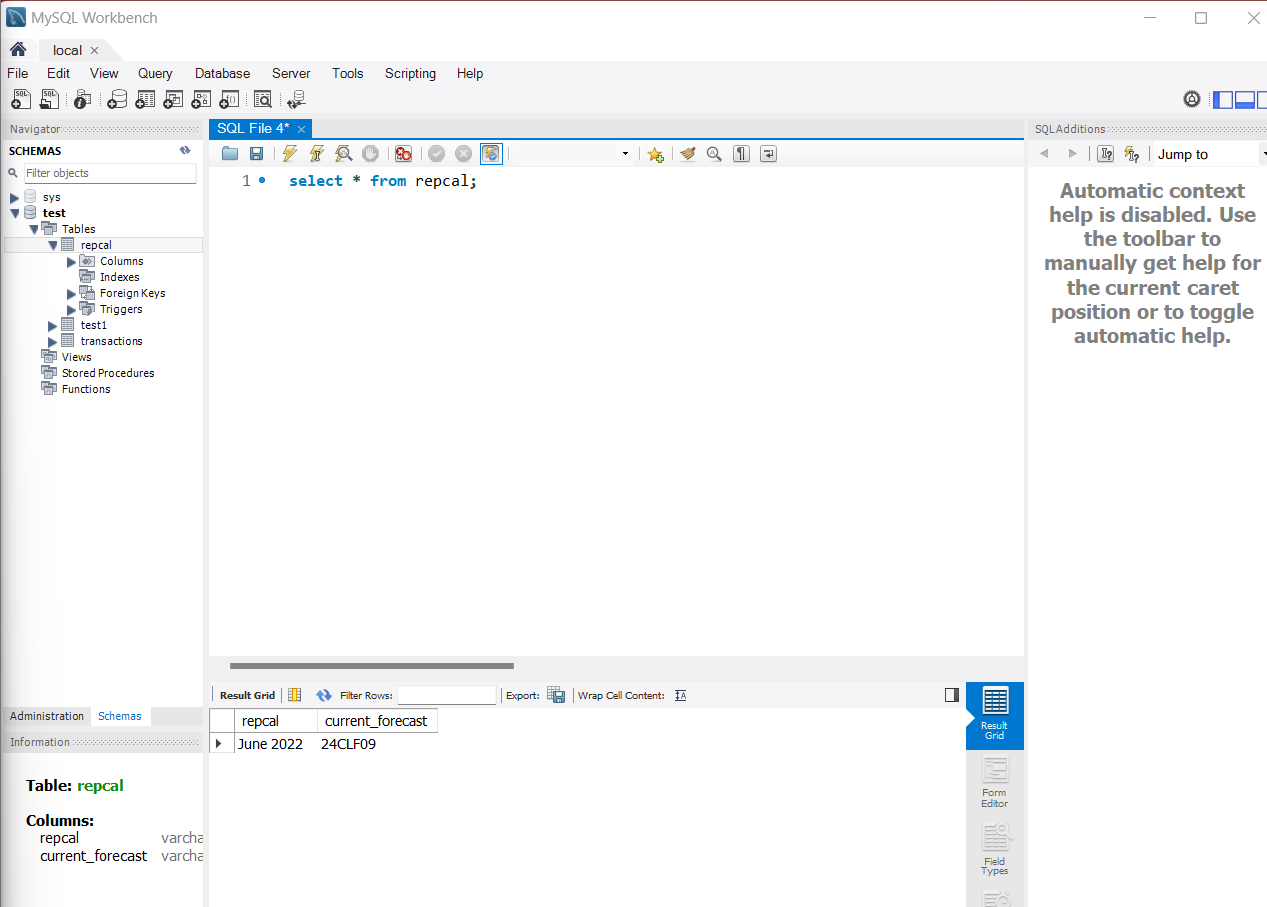 MySQL Workbench
local
File Edit View Query Database Server Tools Scripting Help
Navigator
SCHEMAS
Filter objects
sys
test
Tables
repcal
Columns
Indexes
Foreign Keys
Triggers
test1
transactions
Views
Stored Procedures
Functions
Administration Schemas
Information
Table: repcal
Columns:
repcal varcha
current_forecast varcha
SQL File 4*
1 select * from repcal;
Result Grid Filter Rows: Export: Wrap Cell Content:
repcal current_forecast
June 2022 24CLF09
Result
Grid
Form
Editor
Field
Types
SQLAdditions
Jump to
Automatic context
help is disabled. Use
the toolbar to
manually get help for
the current caret
position or to toggle
automatic help.